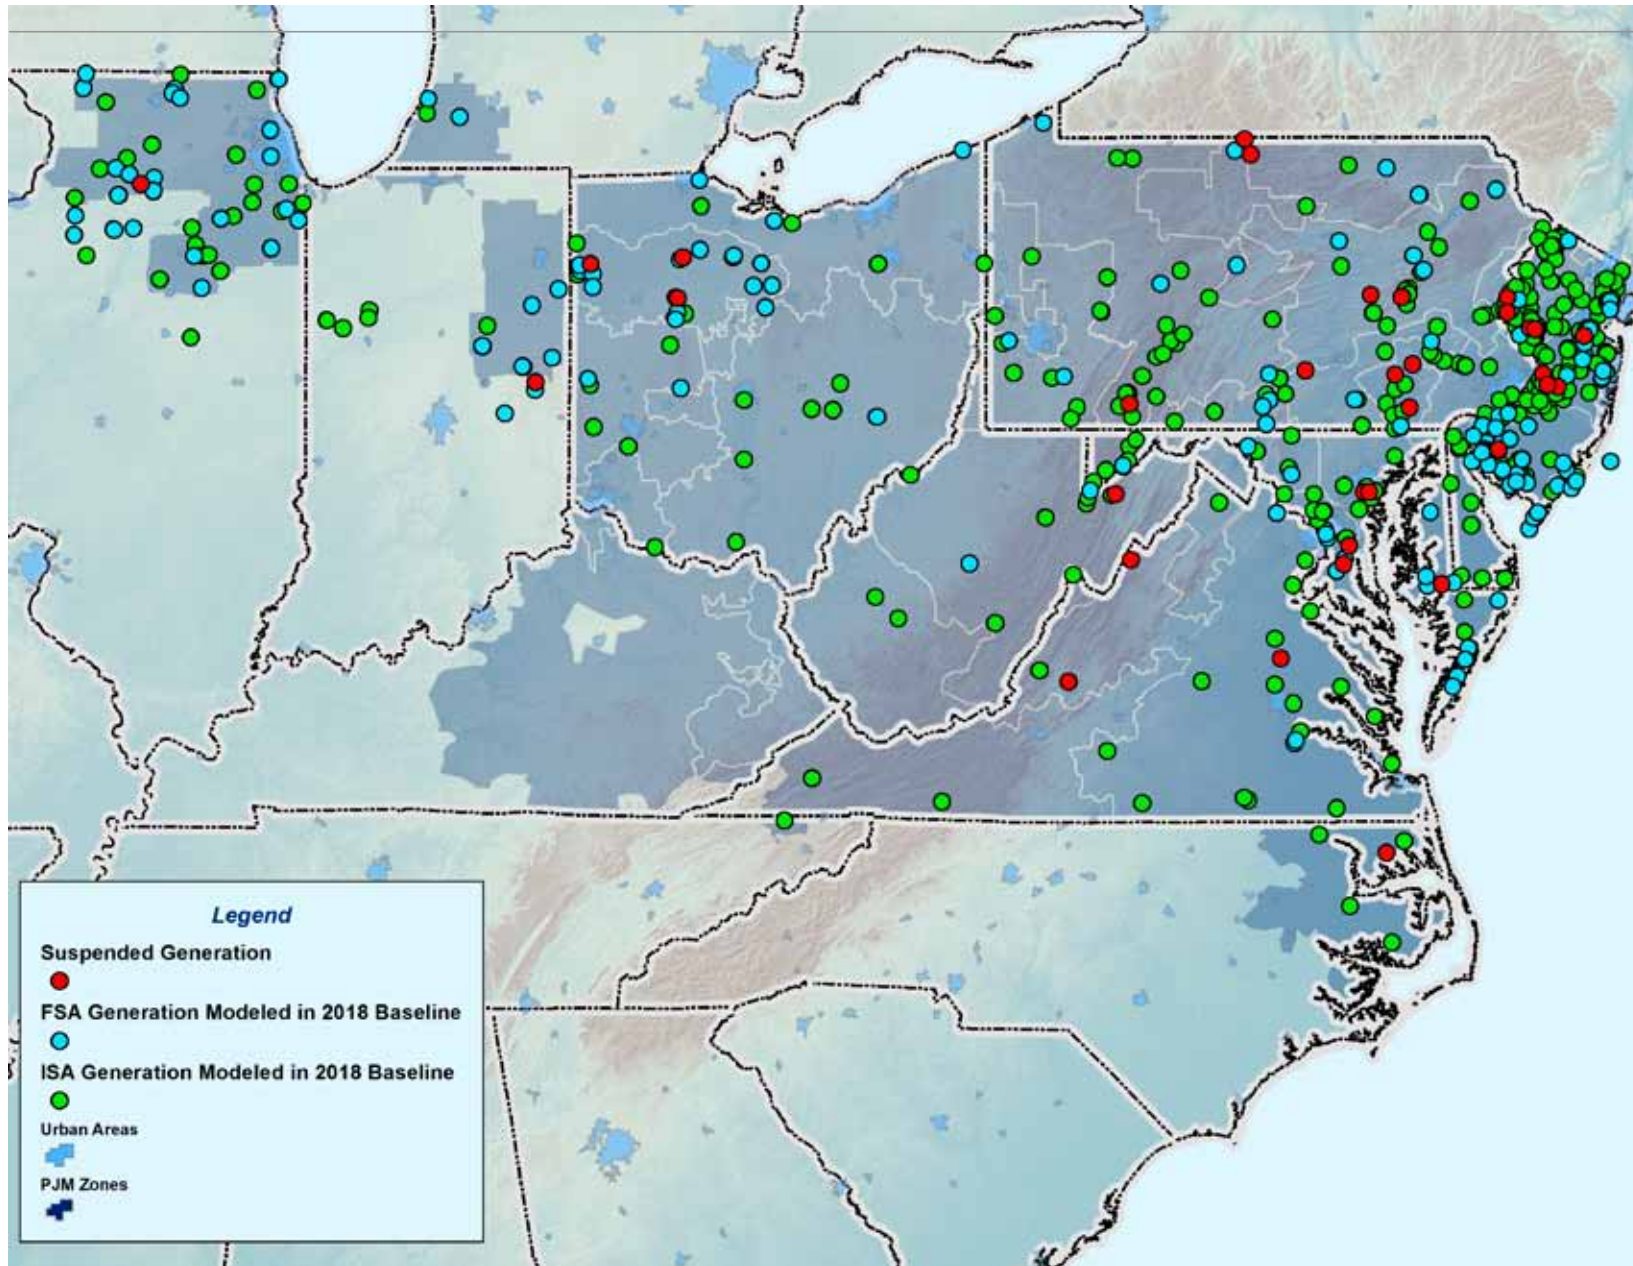 Legend
Suspended Generation
FSA Generation Modeled in 2018 Baseline
ISA Generation Modeled in 2018 Baseline
Urban Areas
PJM Zones